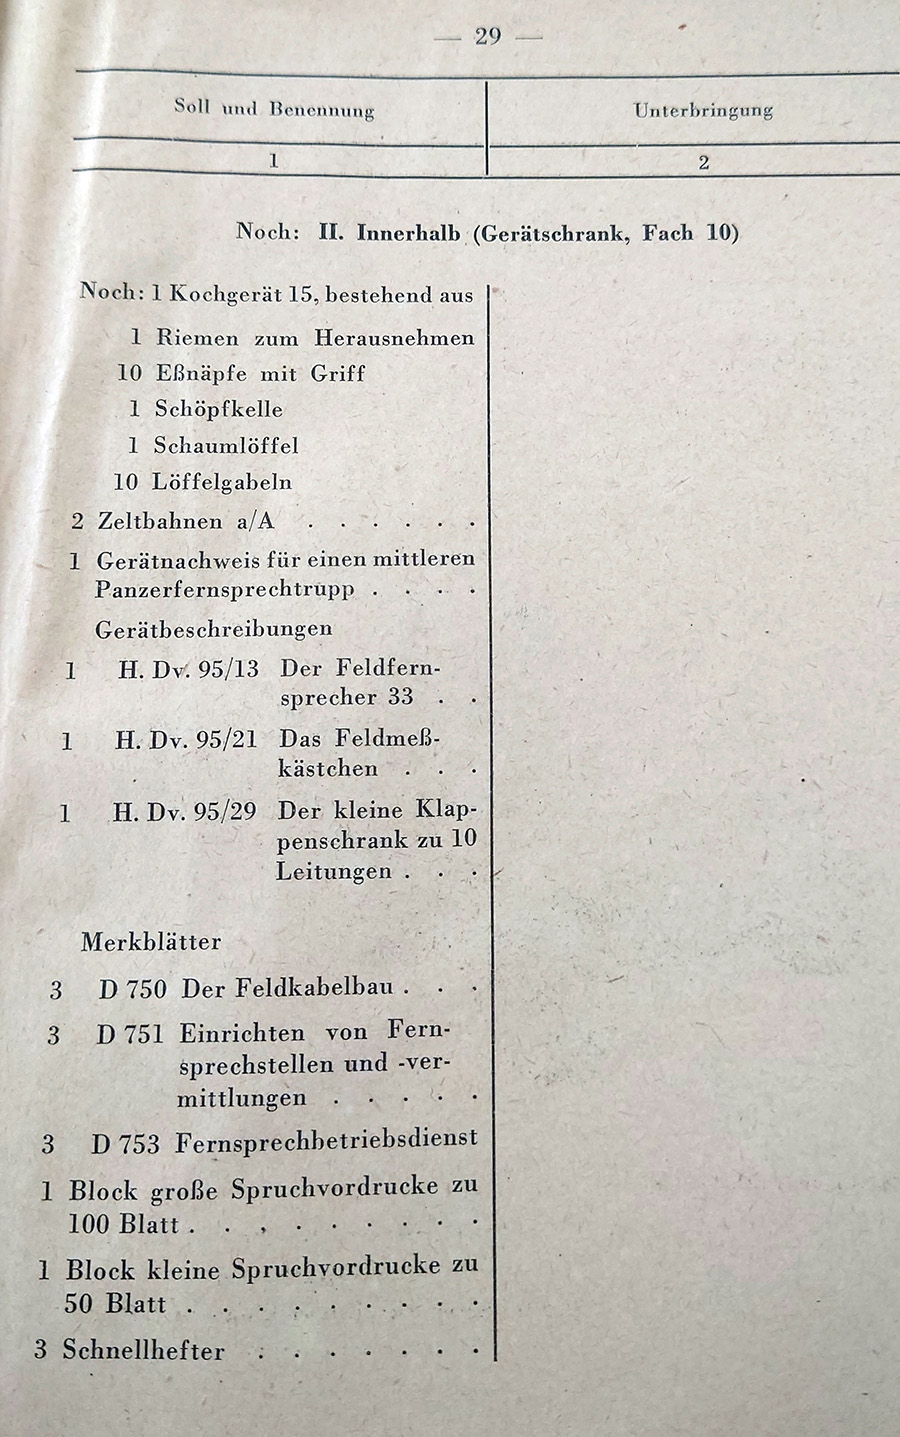 — 29 —
Soll und Benennung
Unterbringung
1
2
Noch: II. Innerhalb (Gerätschrank, Fach 10)
Noch: 1 Kochgerät 15, bestehend aus
1 Riemen zum Herausnehmen
10 Eßnäpfe mit Griff
1 Schöpfkelle
1 Schaumlöffel
10 Löffelgabeln
2 Zeltbahnen a/A . . . . . .
1 Gerätnachweis für einen mittleren
Panzerfernsprechtrupp . . . .
Gerätbeschreibungen
1 H. Dv. 95/13 Der Feldfern-
sprecher 33 . .
1 H. Dv. 95/21 Das Feldmeß-
kästchen . . .
1 H. Dv. 95/29 Der kleine Klap-
penschrank zu 10
Leitungen . . .
Merkblätter
3 D 750 Der Feldkabelbau . . .
3 D 751 Einrichten von Fern-
sprechstellen und -ver-
mittlungen . . . . .
3 D 753 Fernsprechbetriebsdienst
1 Block große Spruchvordrucke zu
100 Blatt . . . . . . . . .
1 Block kleine Spruchvordrucke zu
50 Blatt . . . . . . . . .
3 Schnellhefter . . . . . . .